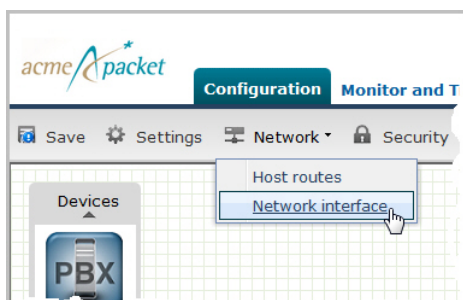 acme packet
Configuration Monitor and T
Save Settings Network Security
Host routes
Network interface
Devices
PBX